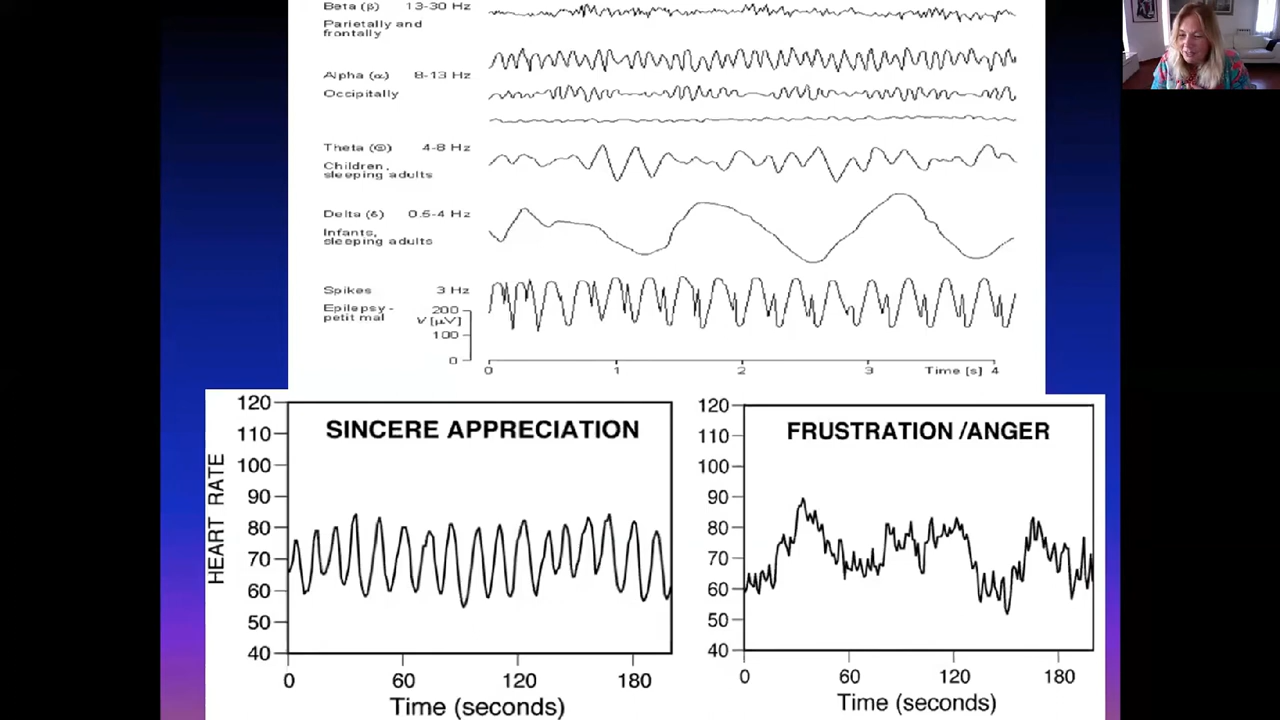 Beta (β) 13-30 Hz
Parietally and
frontally
Alpha (α) 8-13 Hz
Occipitally
Theta (Θ) 4-8 Hz
Children,
sleeping adults
Delta (δ) 0.5-4 Hz
Infants,
sleeping adults
Spikes 3 Hz
Epilepsy -
petit mal
200
V [µV]
100
0
0 1 2 3 Time [s] 4
SINCERE APPRECIATION
HEART RATE
120
110
100
90
80
70
60
50
40
0 60 120 180
Time (seconds)
FRUSTRATION /ANGER
120
110
100
90
80
70
60
50
40
0 60 120 180
Time (seconds)